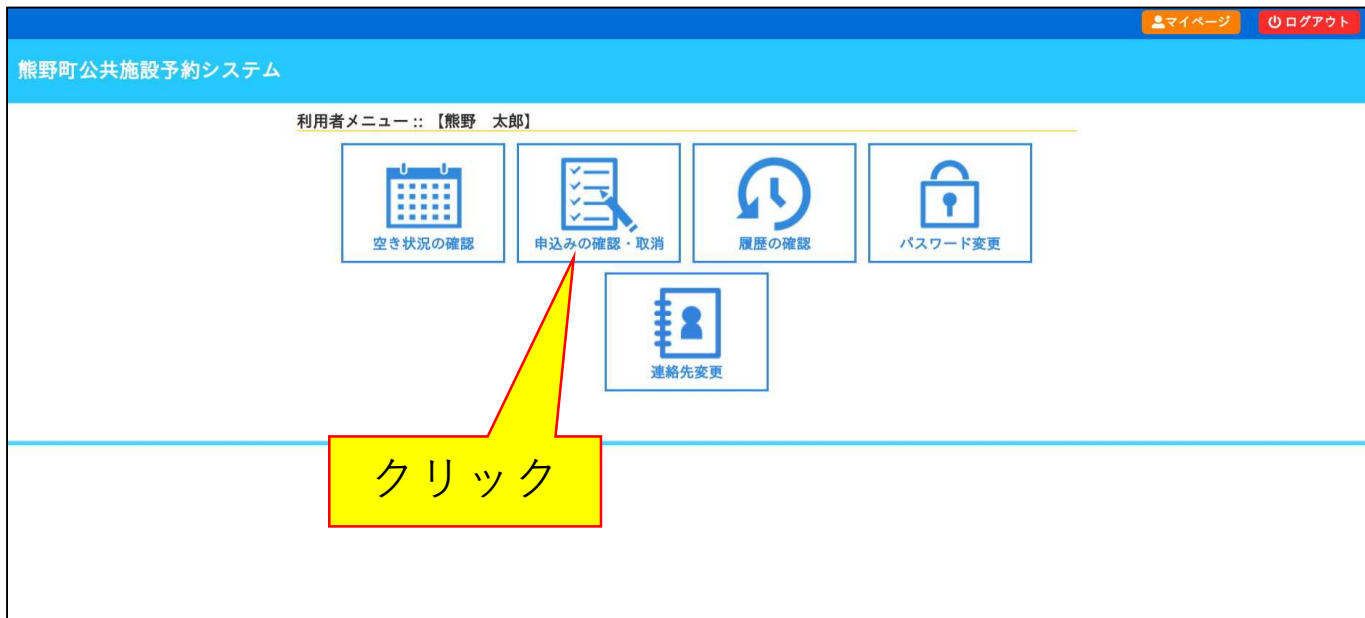 マイページ
ログアウト
熊野町公共施設予約システム
利用者メニュー :: 【熊野　太郎】
空き状況の確認
申込みの確認・取消
履歴の確認
パスワード変更
連絡先変更
クリック